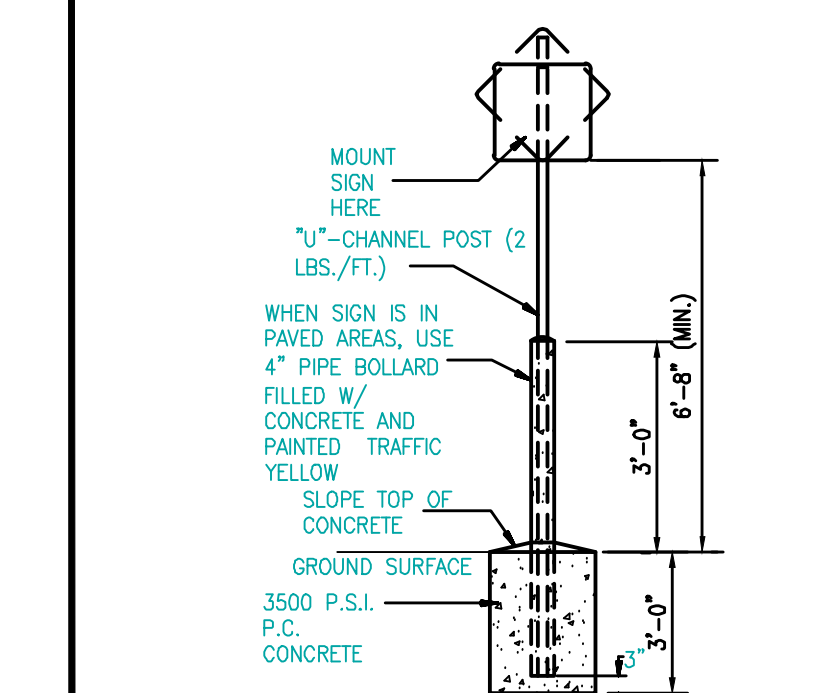 MOUNT
SIGN
HERE
"U"-CHANNEL POST (2
LBS./FT.)
WHEN SIGN IS IN
PAVED AREAS, USE
4" PIPE BOLLARD
FILLED W/
CONCRETE AND
PAINTED TRAFFIC
YELLOW
SLOPE TOP OF
CONCRETE
GROUND SURFACE
3500 P.S.I.
P.C.
CONCRETE
6'-8" (MIN.)
3'-0"
3'-0"
3"